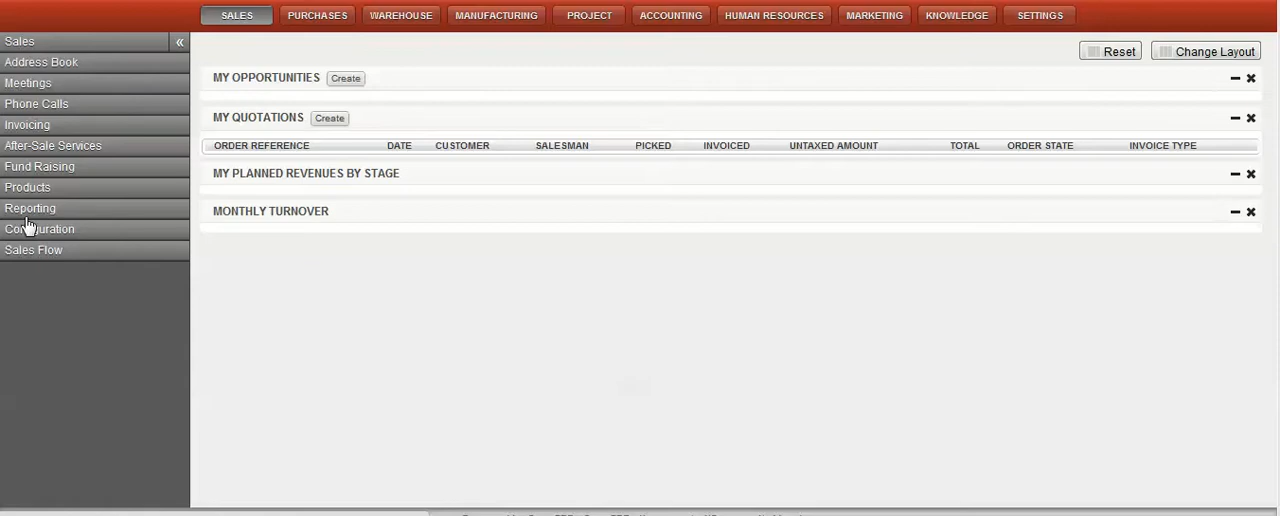 SALES PURCHASES WAREHOUSE MANUFACTURING PROJECT ACCOUNTING HUMAN RESOURCES MARKETING KNOWLEDGE SETTINGS
Sales «
Address Book
Meetings
Phone Calls
Invoicing
After-Sale Services
Fund Raising
Products
Reporting
Configuration
Sales Flow
Reset Change Layout
MY OPPORTUNITIES Create
MY QUOTATIONS Create
ORDER REFERENCE DATE CUSTOMER SALESMAN PICKED INVOICED UNTAXED AMOUNT TOTAL ORDER STATE INVOICE TYPE
MY PLANNED REVENUES BY STAGE
MONTHLY TURNOVER